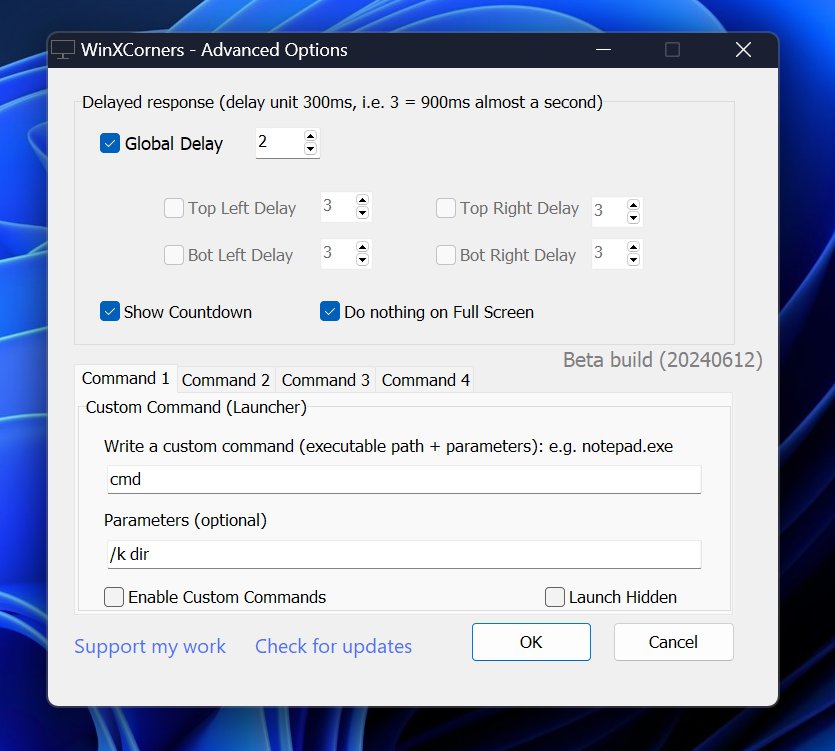 WinXCorners - Advanced Options
Delayed response (delay unit 300ms, i.e. 3 = 900ms almost a second)
Global Delay 2
Top Left Delay 3 Top Right Delay 3
Bot Left Delay 3 Bot Right Delay 3
Show Countdown Do nothing on Full Screen
Beta build (20240612)
Command 1 Command 2 Command 3 Command 4
Custom Command (Launcher)
Write a custom command (executable path + parameters): e.g. notepad.exe
cmd
Parameters (optional)
/k dir
Enable Custom Commands Launch Hidden
Support my work Check for updates OK Cancel